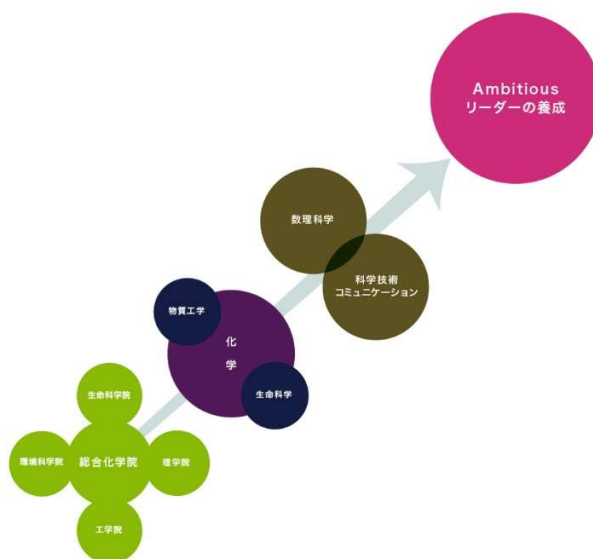 Ambitious
リーダーの養成
数理科学
科学技術
コミュニケーション
物質工学
化
学
生命科学
生命科学院
環境科学院
総合化学院
理学院
工学院